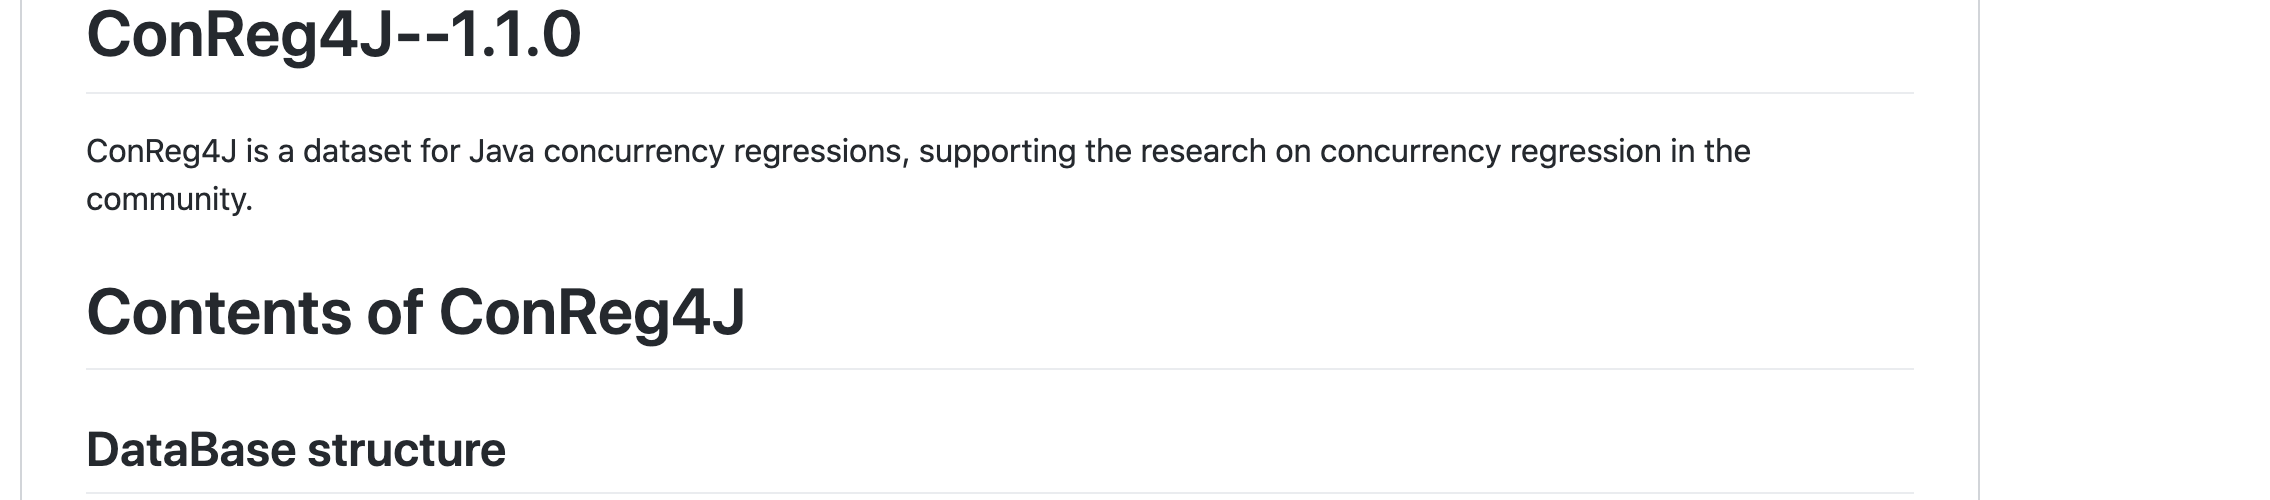 ConReg4J--1.1.0
ConReg4J is a dataset for Java concurrency regressions, supporting the research on concurrency regression in the
community.
Contents of ConReg4J
DataBase structure